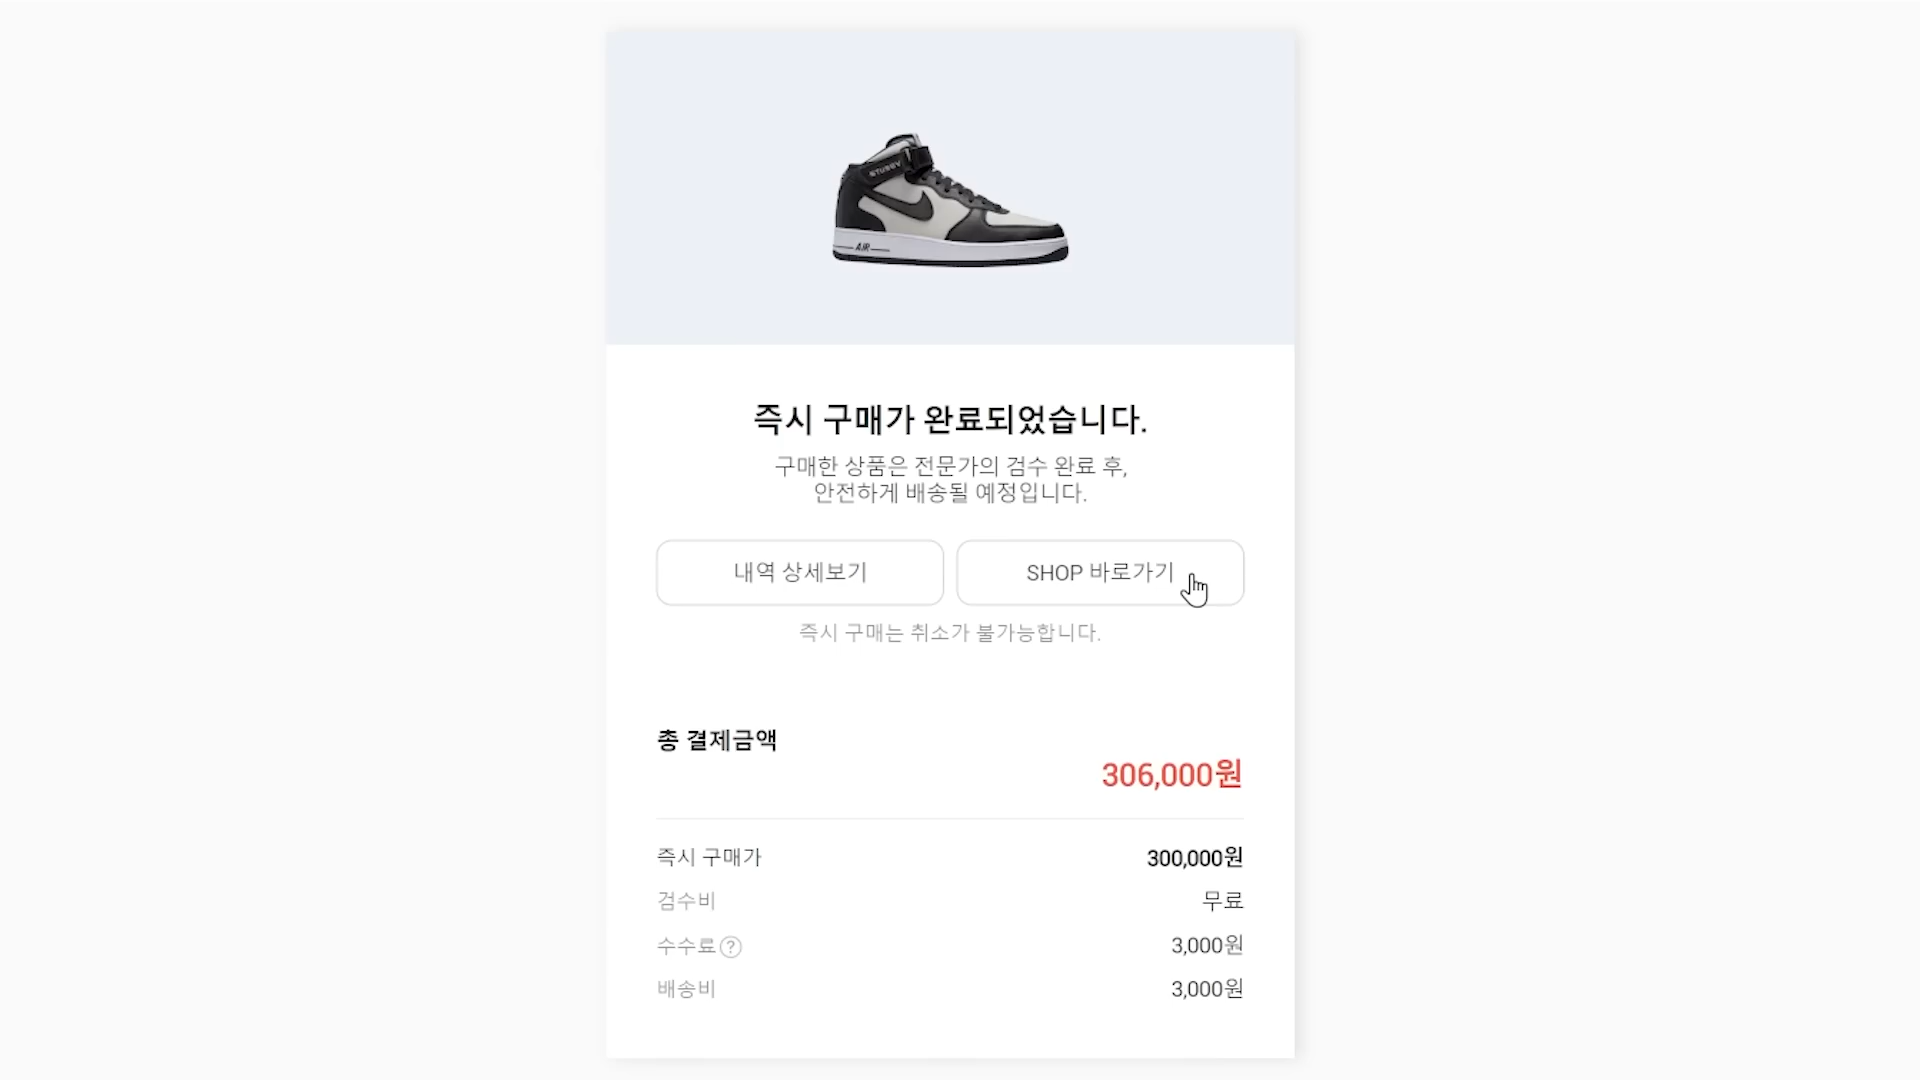 STUSSY
AIR
즉시 구매가 완료되었습니다.
구매한 상품은 전문가의 검수 완료 후,
안전하게 배송될 예정입니다.
내역 상세보기
SHOP 바로가기
즉시 구매는 취소가 불가능합니다.
총 결제금액
306,000원
즉시 구매가 300,000원
검수비 무료
수수료 ? 3,000원
배송비 3,000원